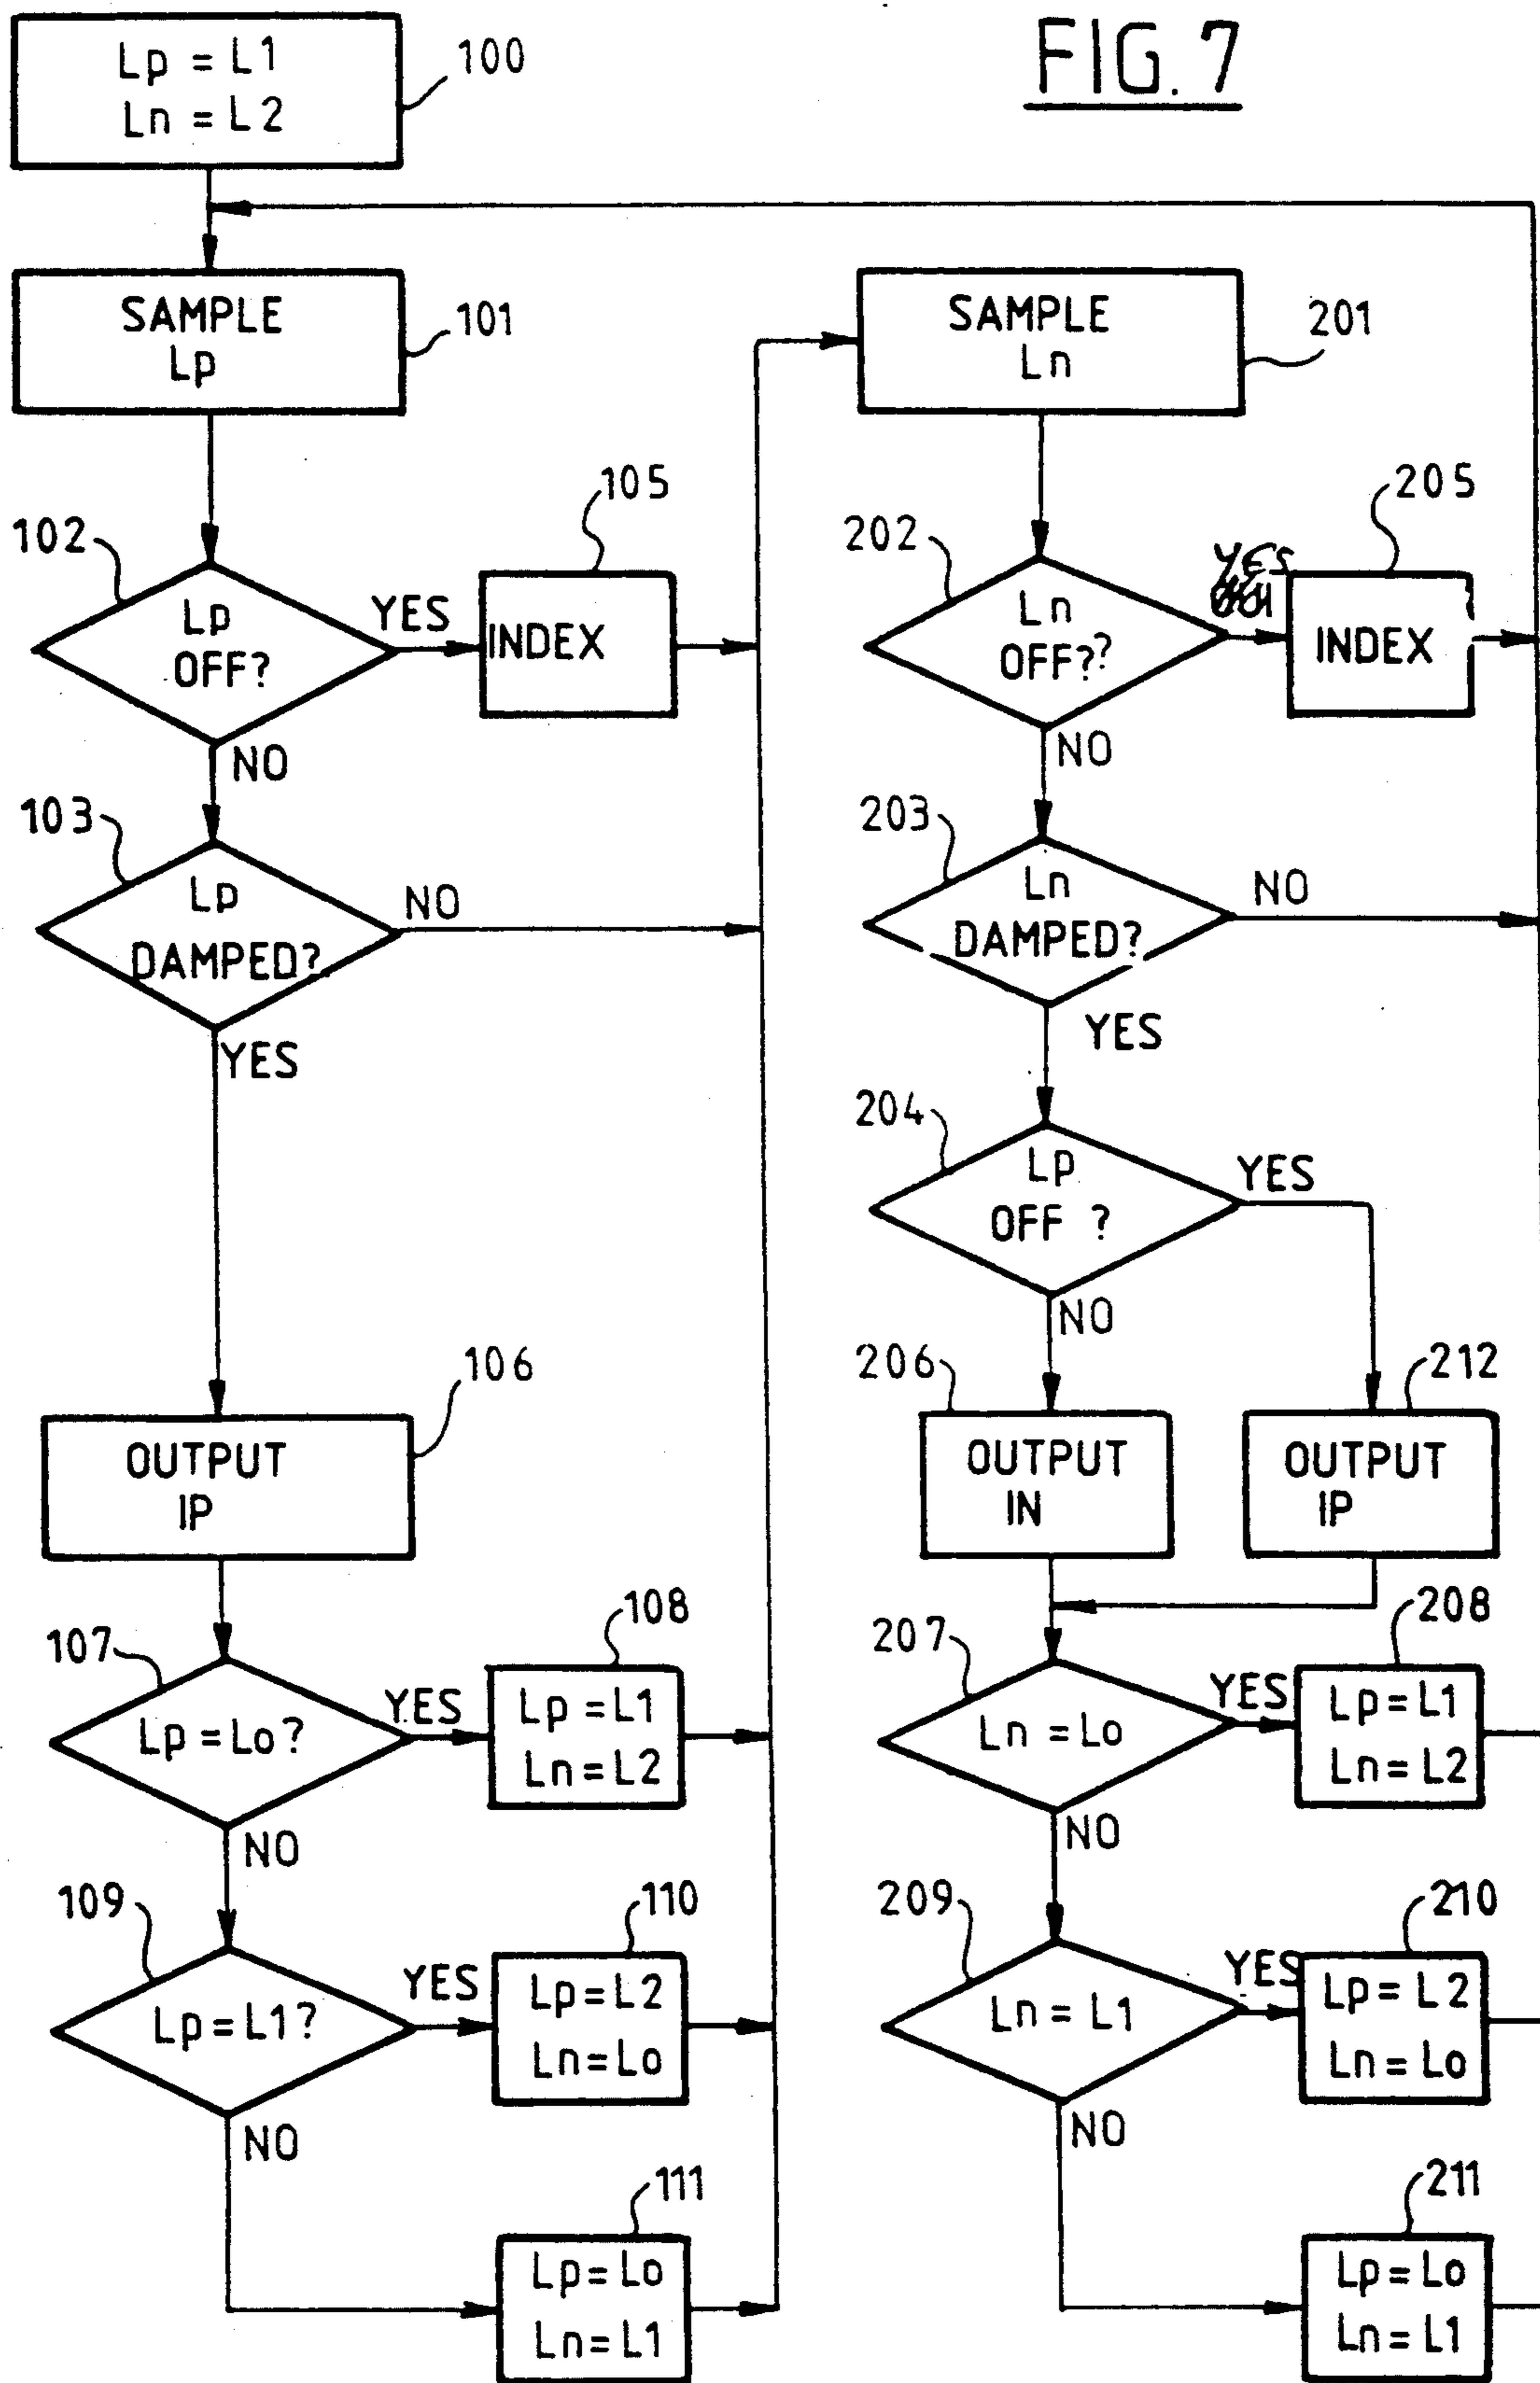 FIG. 7
Lp = L1
Ln = L2
100
SAMPLE
Lp
101
102
Lp
OFF?
YES
NO
105
INDEX
103
Lp
DAMPED?
NO
YES
106
OUTPUT
IP
107
Lp = Lo?
YES
NO
108
Lp = L1
Ln = L2
109
Lp = L1?
YES
NO
110
Lp = L2
Ln = Lo
111
Lp = Lo
Ln = L1
SAMPLE
Ln
201
202
Ln
OFF??
YES
NO
205
INDEX
203
Ln
DAMPED?
NO
YES
204
Lp
OFF ?
YES
NO
206
OUTPUT
IN
212
OUTPUT
IP
207
Ln = Lo
YES
NO
208
Lp = L1
Ln = L2
209
Ln = L1
YES
NO
210
Lp = L2
Ln = Lo
211
Lp = Lo
Ln = L1